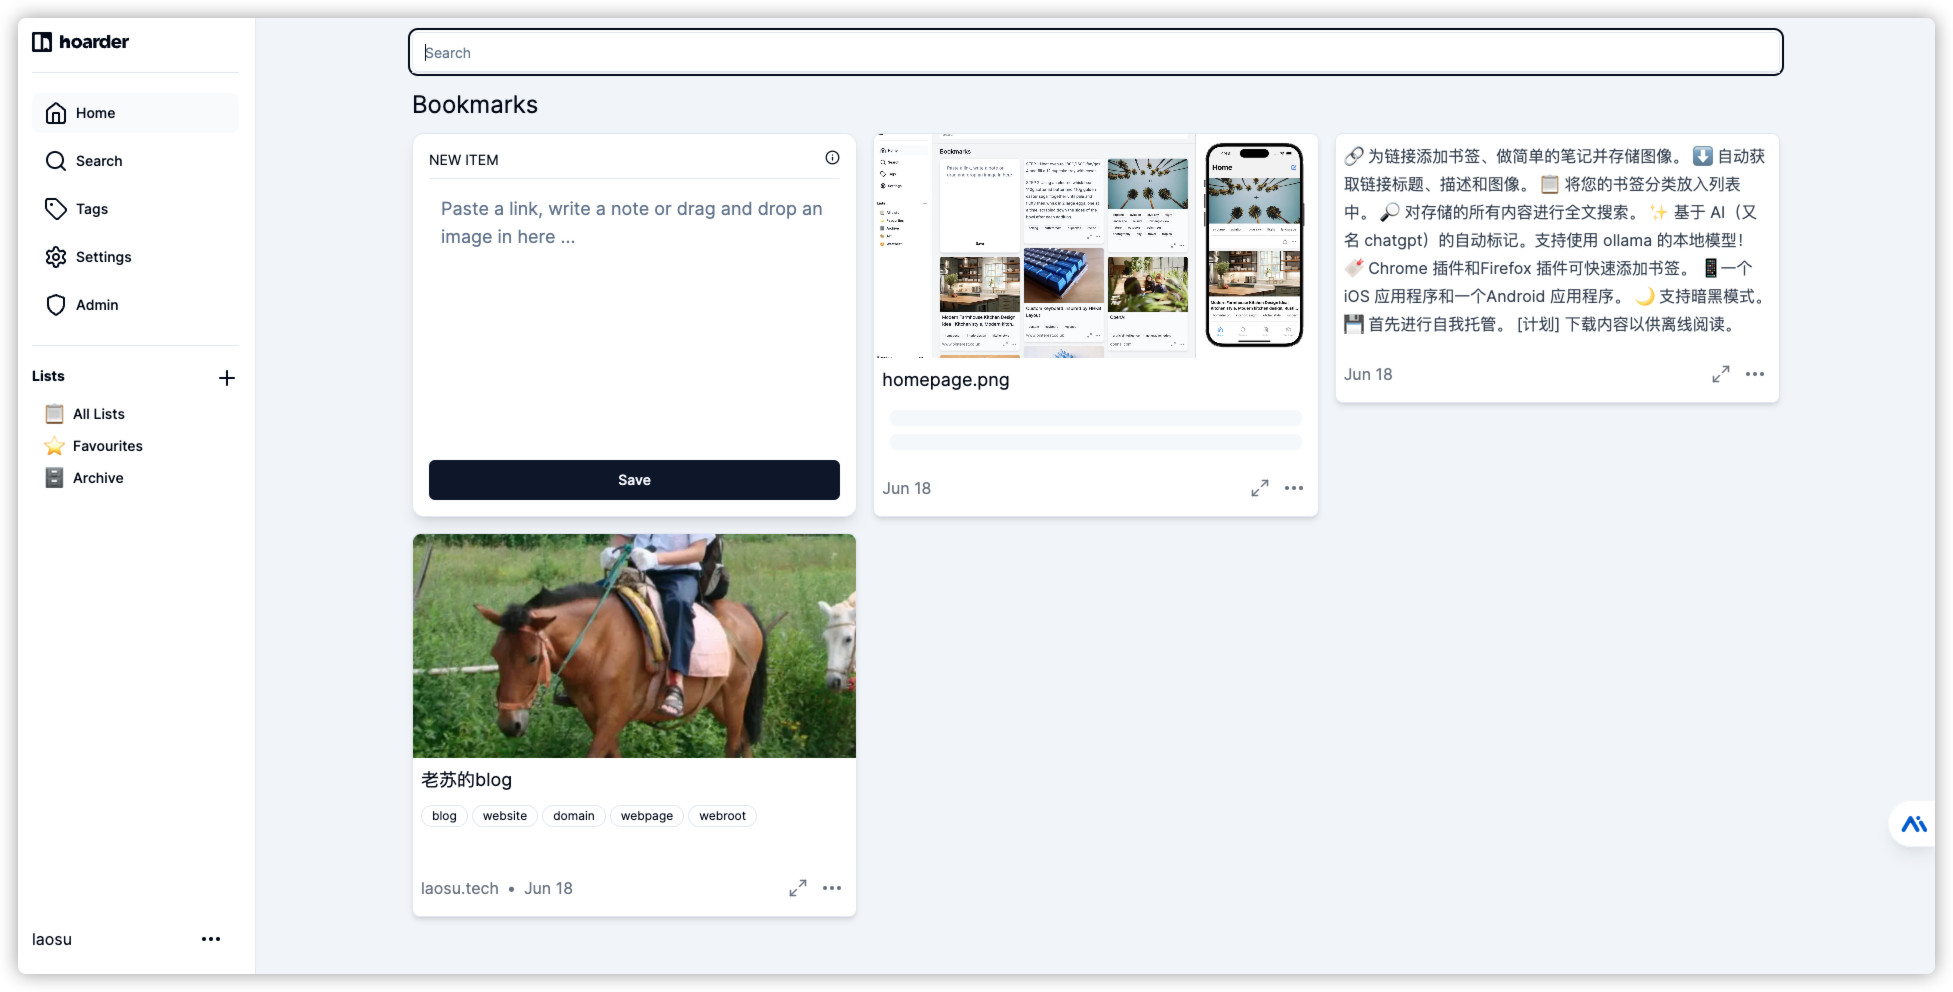 hoarder
Home
Search
Tags
Settings
Admin
Lists
+
📋 All Lists
⭐ Favourites
🗄️ Archive
laosu
Search
Bookmarks
NEW ITEM
Paste a link, write a note or drag and drop an
image in here ...
Save
Home
Bookmarks
homepage.png
Jun 18
🔗 为链接添加书签、做简单的笔记并存储图像。 ⬇️ 自动获
取链接标题、描述和图像。 📋 将您的书签分类放入列表
中。 🔎 对存储的所有内容进行全文搜索。 ✨ 基于 AI（又
名 chatgpt）的自动标记。支持使用 ollama 的本地模型！
🔖 Chrome 插件和Firefox 插件可快速添加书签。 📱一个
iOS 应用程序和一个Android 应用程序。 🌙 支持暗黑模式。
💾 首先进行自我托管。 [计划] 下载内容以供离线阅读。
Jun 18
老苏的blog
blog website domain webpage webroot
laosu.tech • Jun 18